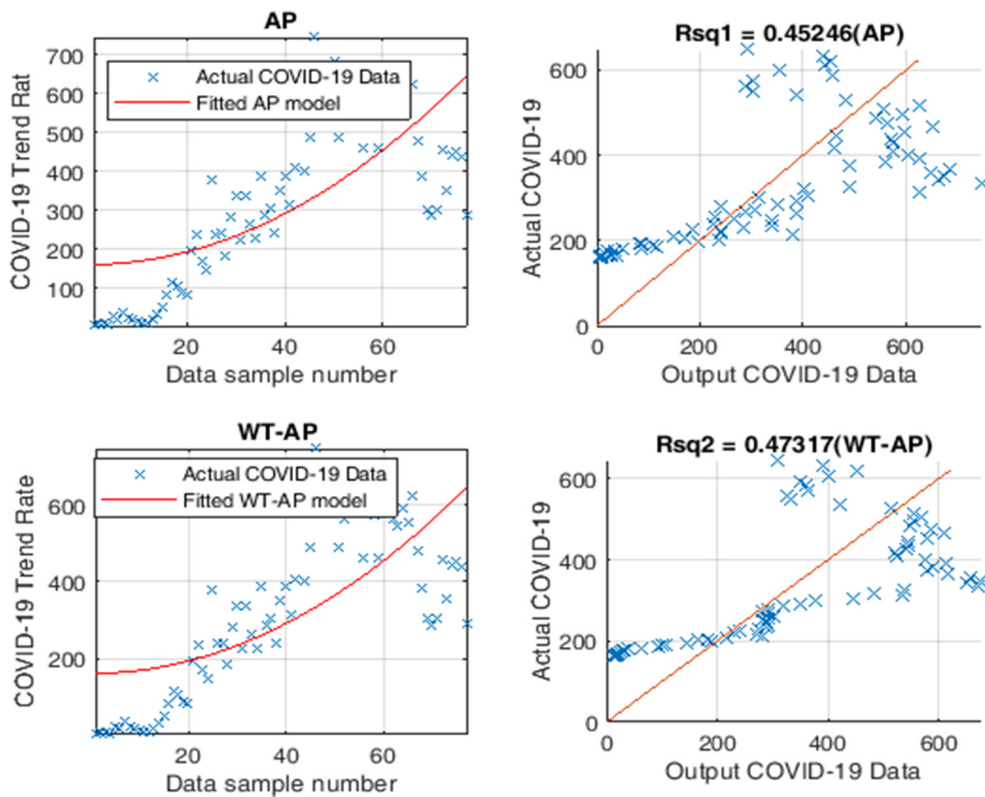 AP
COVID-19 Trend Rat
700
600
500
400
300
200
100
Actual COVID-19 Data
Fitted AP model
20
40
60
Data sample number
Rsq1 = 0.45246(AP)
Actual COVID-19
600
400
200
0
0
200
400
600
Output COVID-19 Data
WT-AP
COVID-19 Trend Rate
600
400
200
Actual COVID-19 Data
Fitted WT-AP model
20
40
60
Data sample number
Rsq2 = 0.47317(WT-AP)
Actual COVID-19
600
400
200
0
0
200
400
600
Output COVID-19 Data